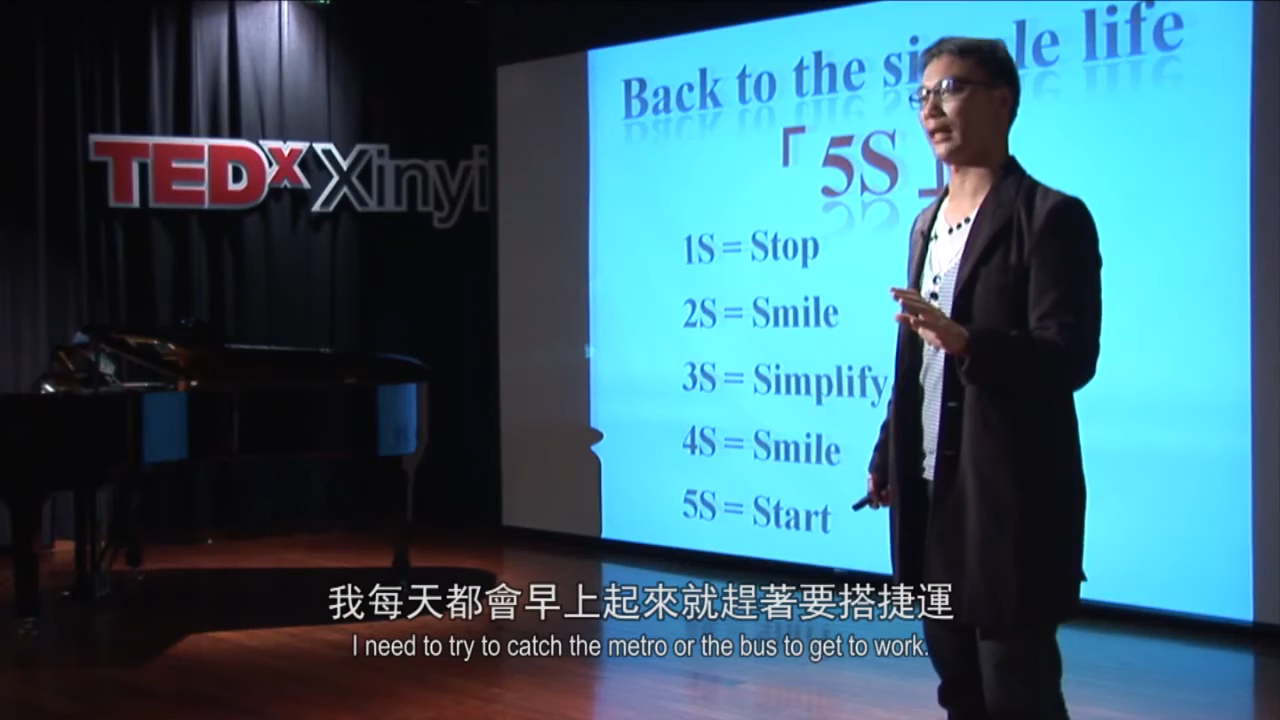 TEDx Xinyi
Back to the simple life
「5S」
1S = Stop
2S = Smile
3S = Simplify
4S = Smile
5S = Start
我每天都會早上起來就趕著要搭捷運
I need to try to catch the metro or the bus to get to work.